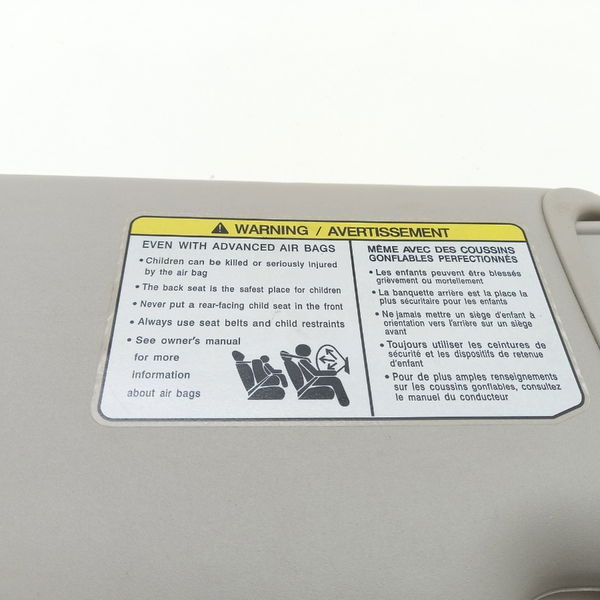 WARNING / AVERTISSEMENT
EVEN WITH ADVANCED AIR BAGS
• Children can be killed or seriously injured
by the air bag
• The back seat is the safest place for children
• Never put a rear-facing child seat in the front
• Always use seat belts and child restraints
• See owner's manual
for more
information
about air bags
MÊME AVEC DES COUSSINS
GONFLABLES PERFECTIONNÉS
• Les enfants peuvent être blessés
grièvement ou mortellement
• La banquette arrière est la place la
plus sécuritaire pour les enfants
• Ne jamais mettre un siège d'enfant à
orientation vers l'arrière sur un siège
avant
• Toujours utiliser les ceintures de
sécurité et les dispositifs de retenue
d'enfant
• Pour de plus amples renseignements
sur les coussins gonflables, consultez
le manuel du conducteur